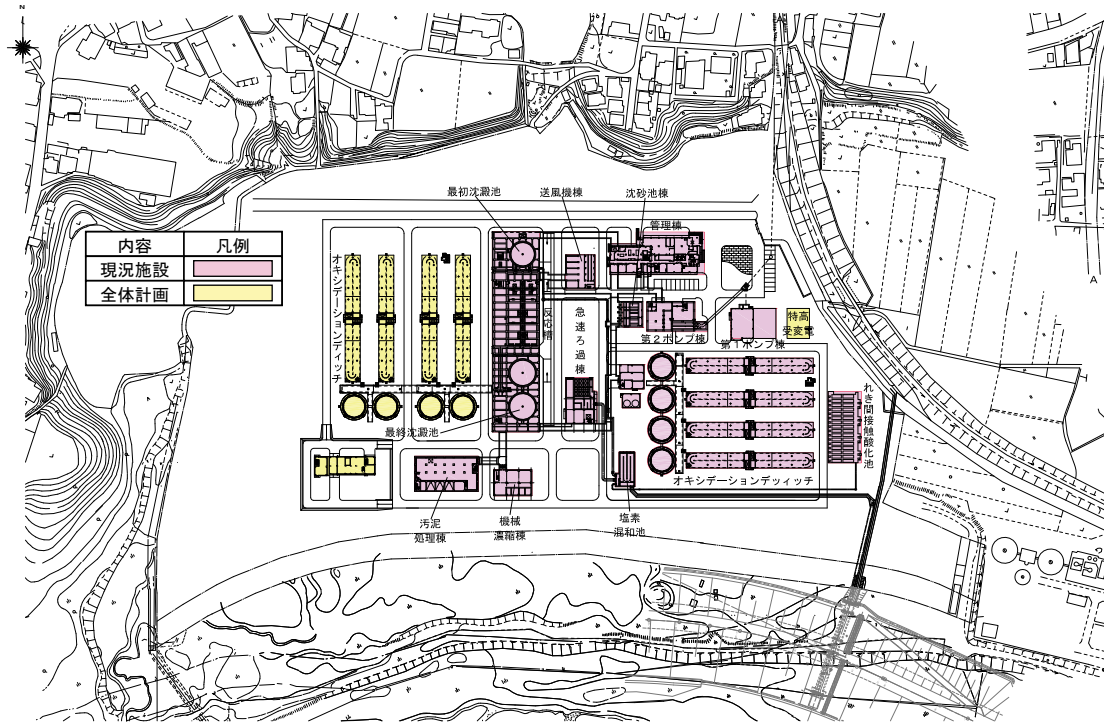 N
最初沈澱池
送風機棟
沈砂池棟
管理棟
内容
凡例
現況施設
全体計画
オキシデーションディッチ
反応槽
急速ろ過棟
第2ポンプ棟
第1ポンプ棟
特高
受変電
れき間接触酸化池
最終沈澱池
オキシデーションデッィッチ
汚泥
処理棟
機械
濃縮棟
塩素
混和池
A